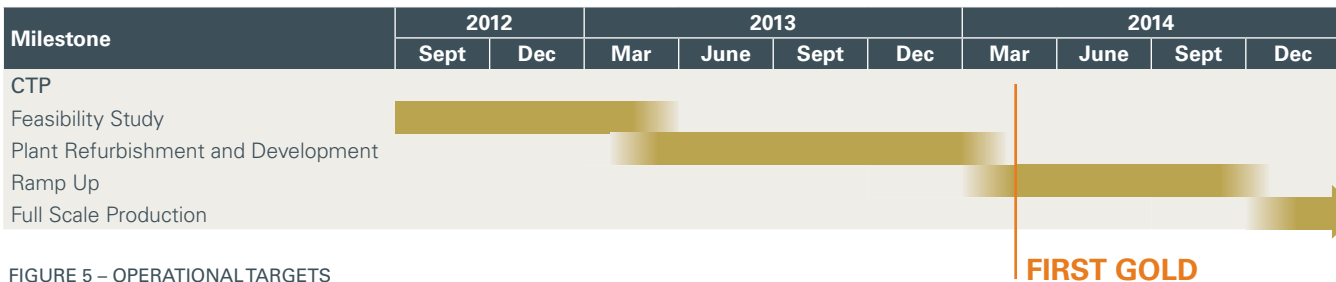 Milestone 2012 2013 2014
Sept Dec Mar June Sept Dec Mar June Sept Dec
CTP
Feasibility Study
Plant Refurbishment and Development
Ramp Up
Full Scale Production
FIGURE 5 – OPERATIONAL TARGETS
FIRST GOLD